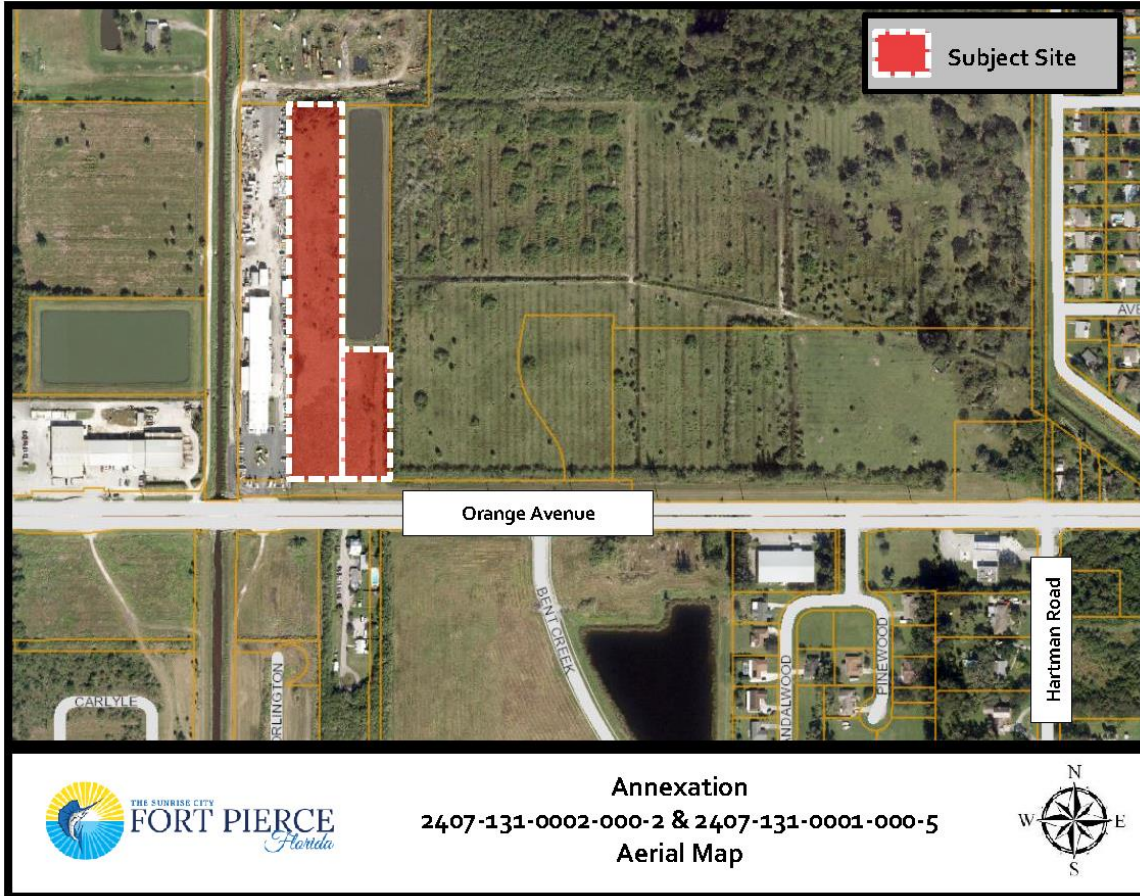 Subject Site
AVE
Orange Avenue
BENT CREEK
Hartman Road
CARLYLE
ORLINGTON
ANDALWOOD
PINEWOOD
THE SUNRISE CITY
FORT PIERCE
Florida
Annexation
2407-131-0002-000-2 & 2407-131-0001-000-5
Aerial Map
N
W
E
S